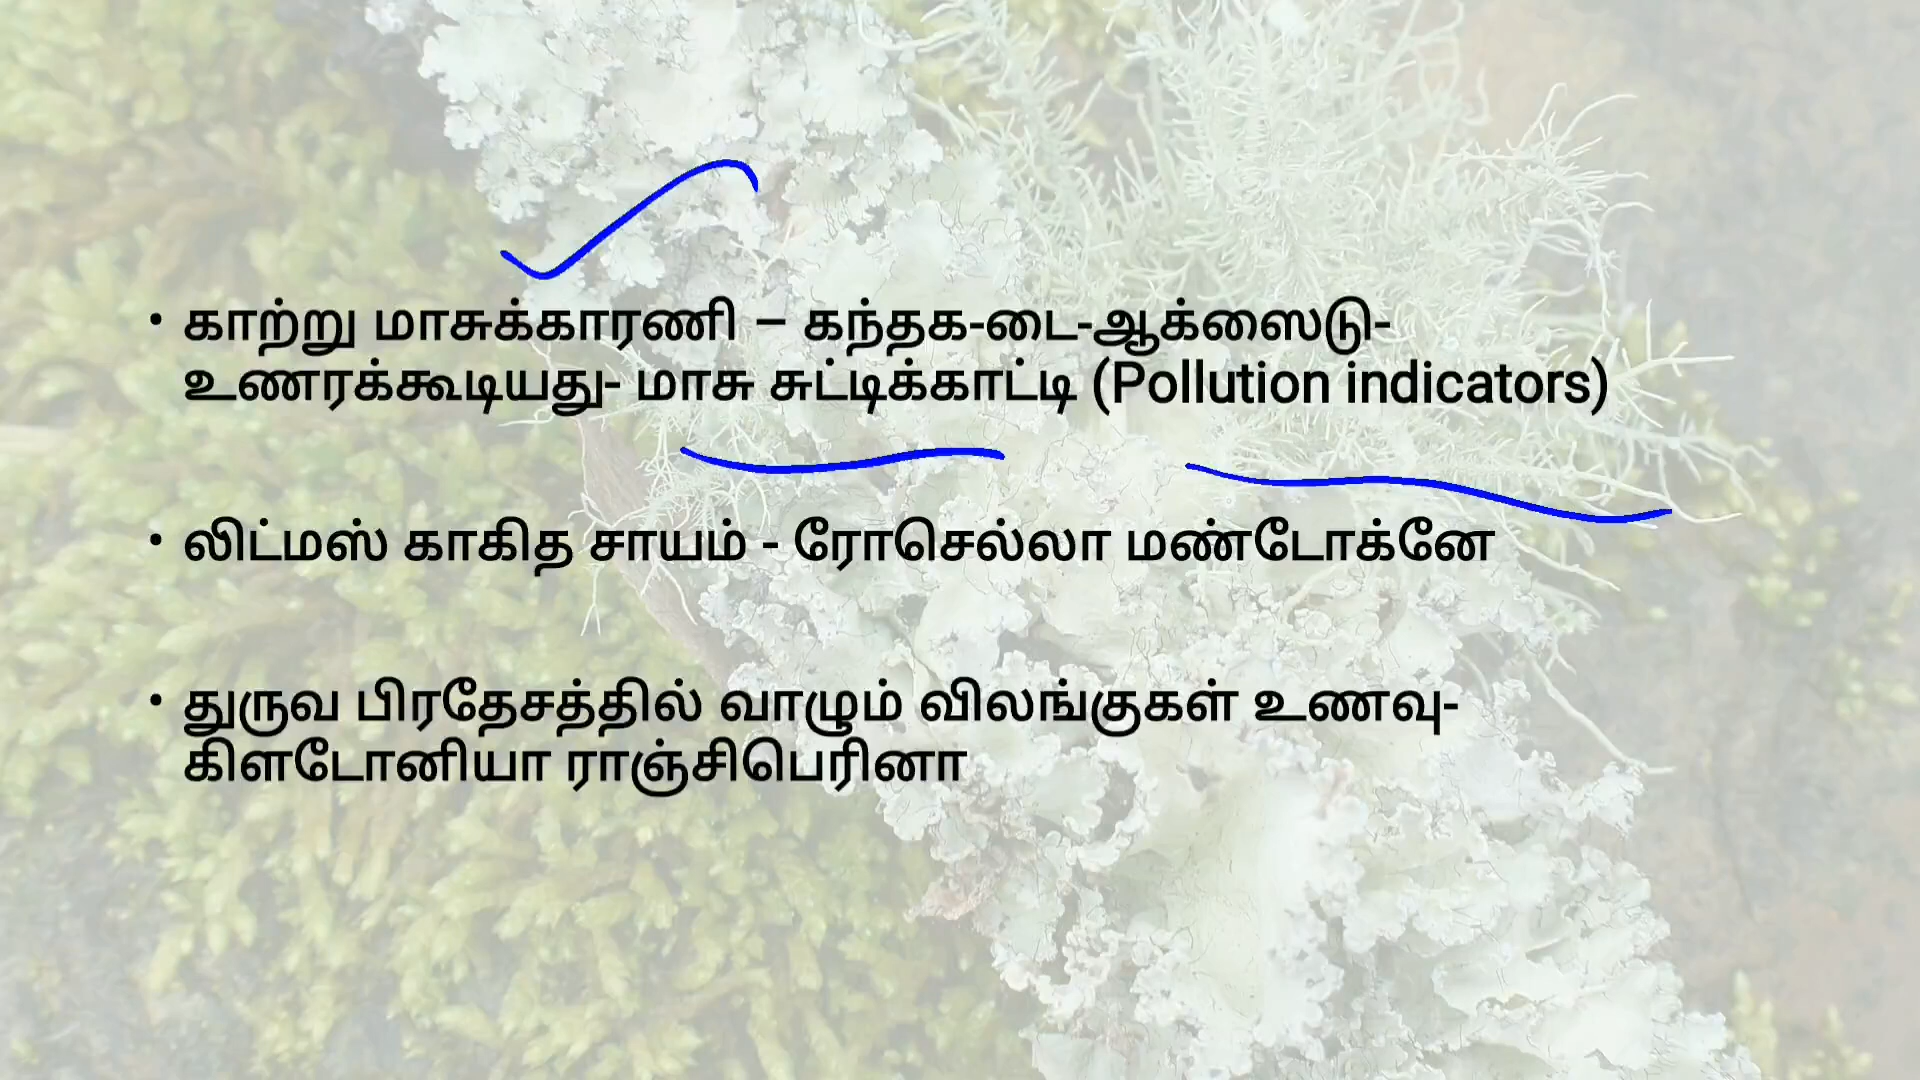 • காற்று மாசுக்காரணி – கந்தக-டை-ஆக்ஸைடு-
உணரக்கூடியது- மாசு சுட்டிக்காட்டி (Pollution indicators)
• லிட்மஸ் காகித சாயம் - ரோசெல்லா மண்டோக்னே
• துருவ பிரதேசத்தில் வாழும் விலங்குகள் உணவு-
கிளடோனியா ராஞ்சிபெரினா